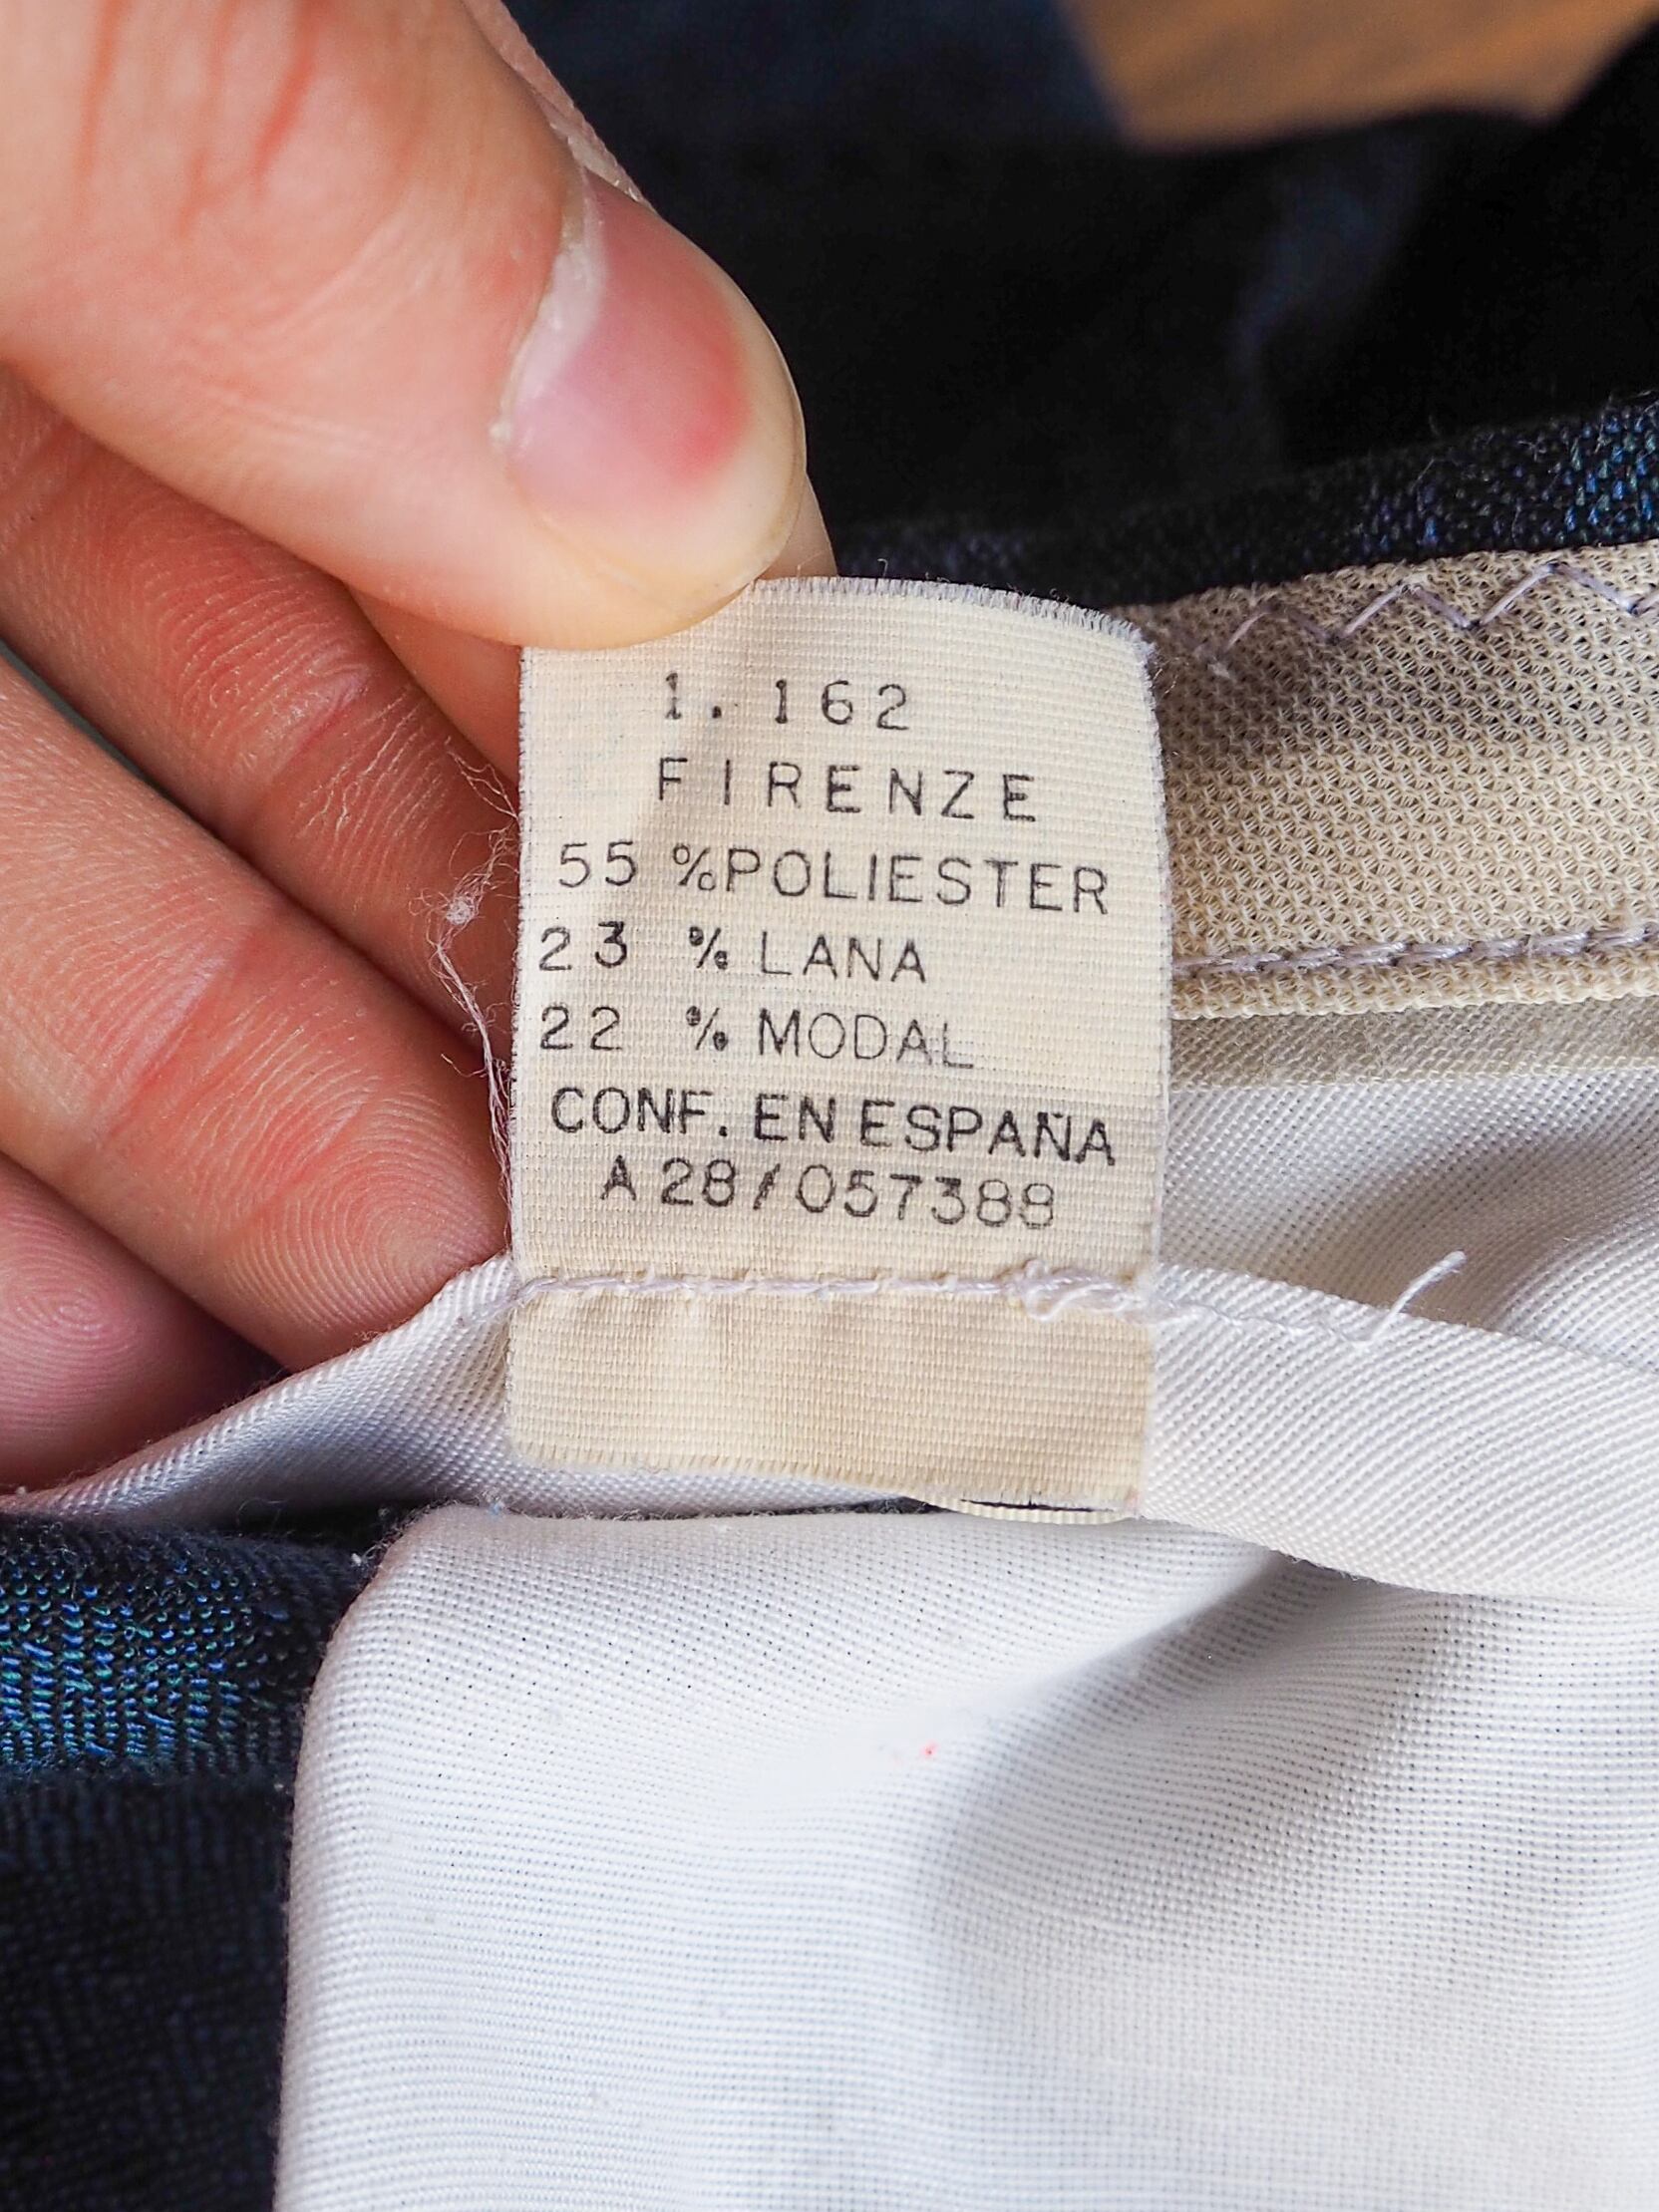 1.162
FIRENZE
55 %POLIESTER
23 % LANA
22 % MODAL
CONF. EN ESPAÑA
A 28/057388